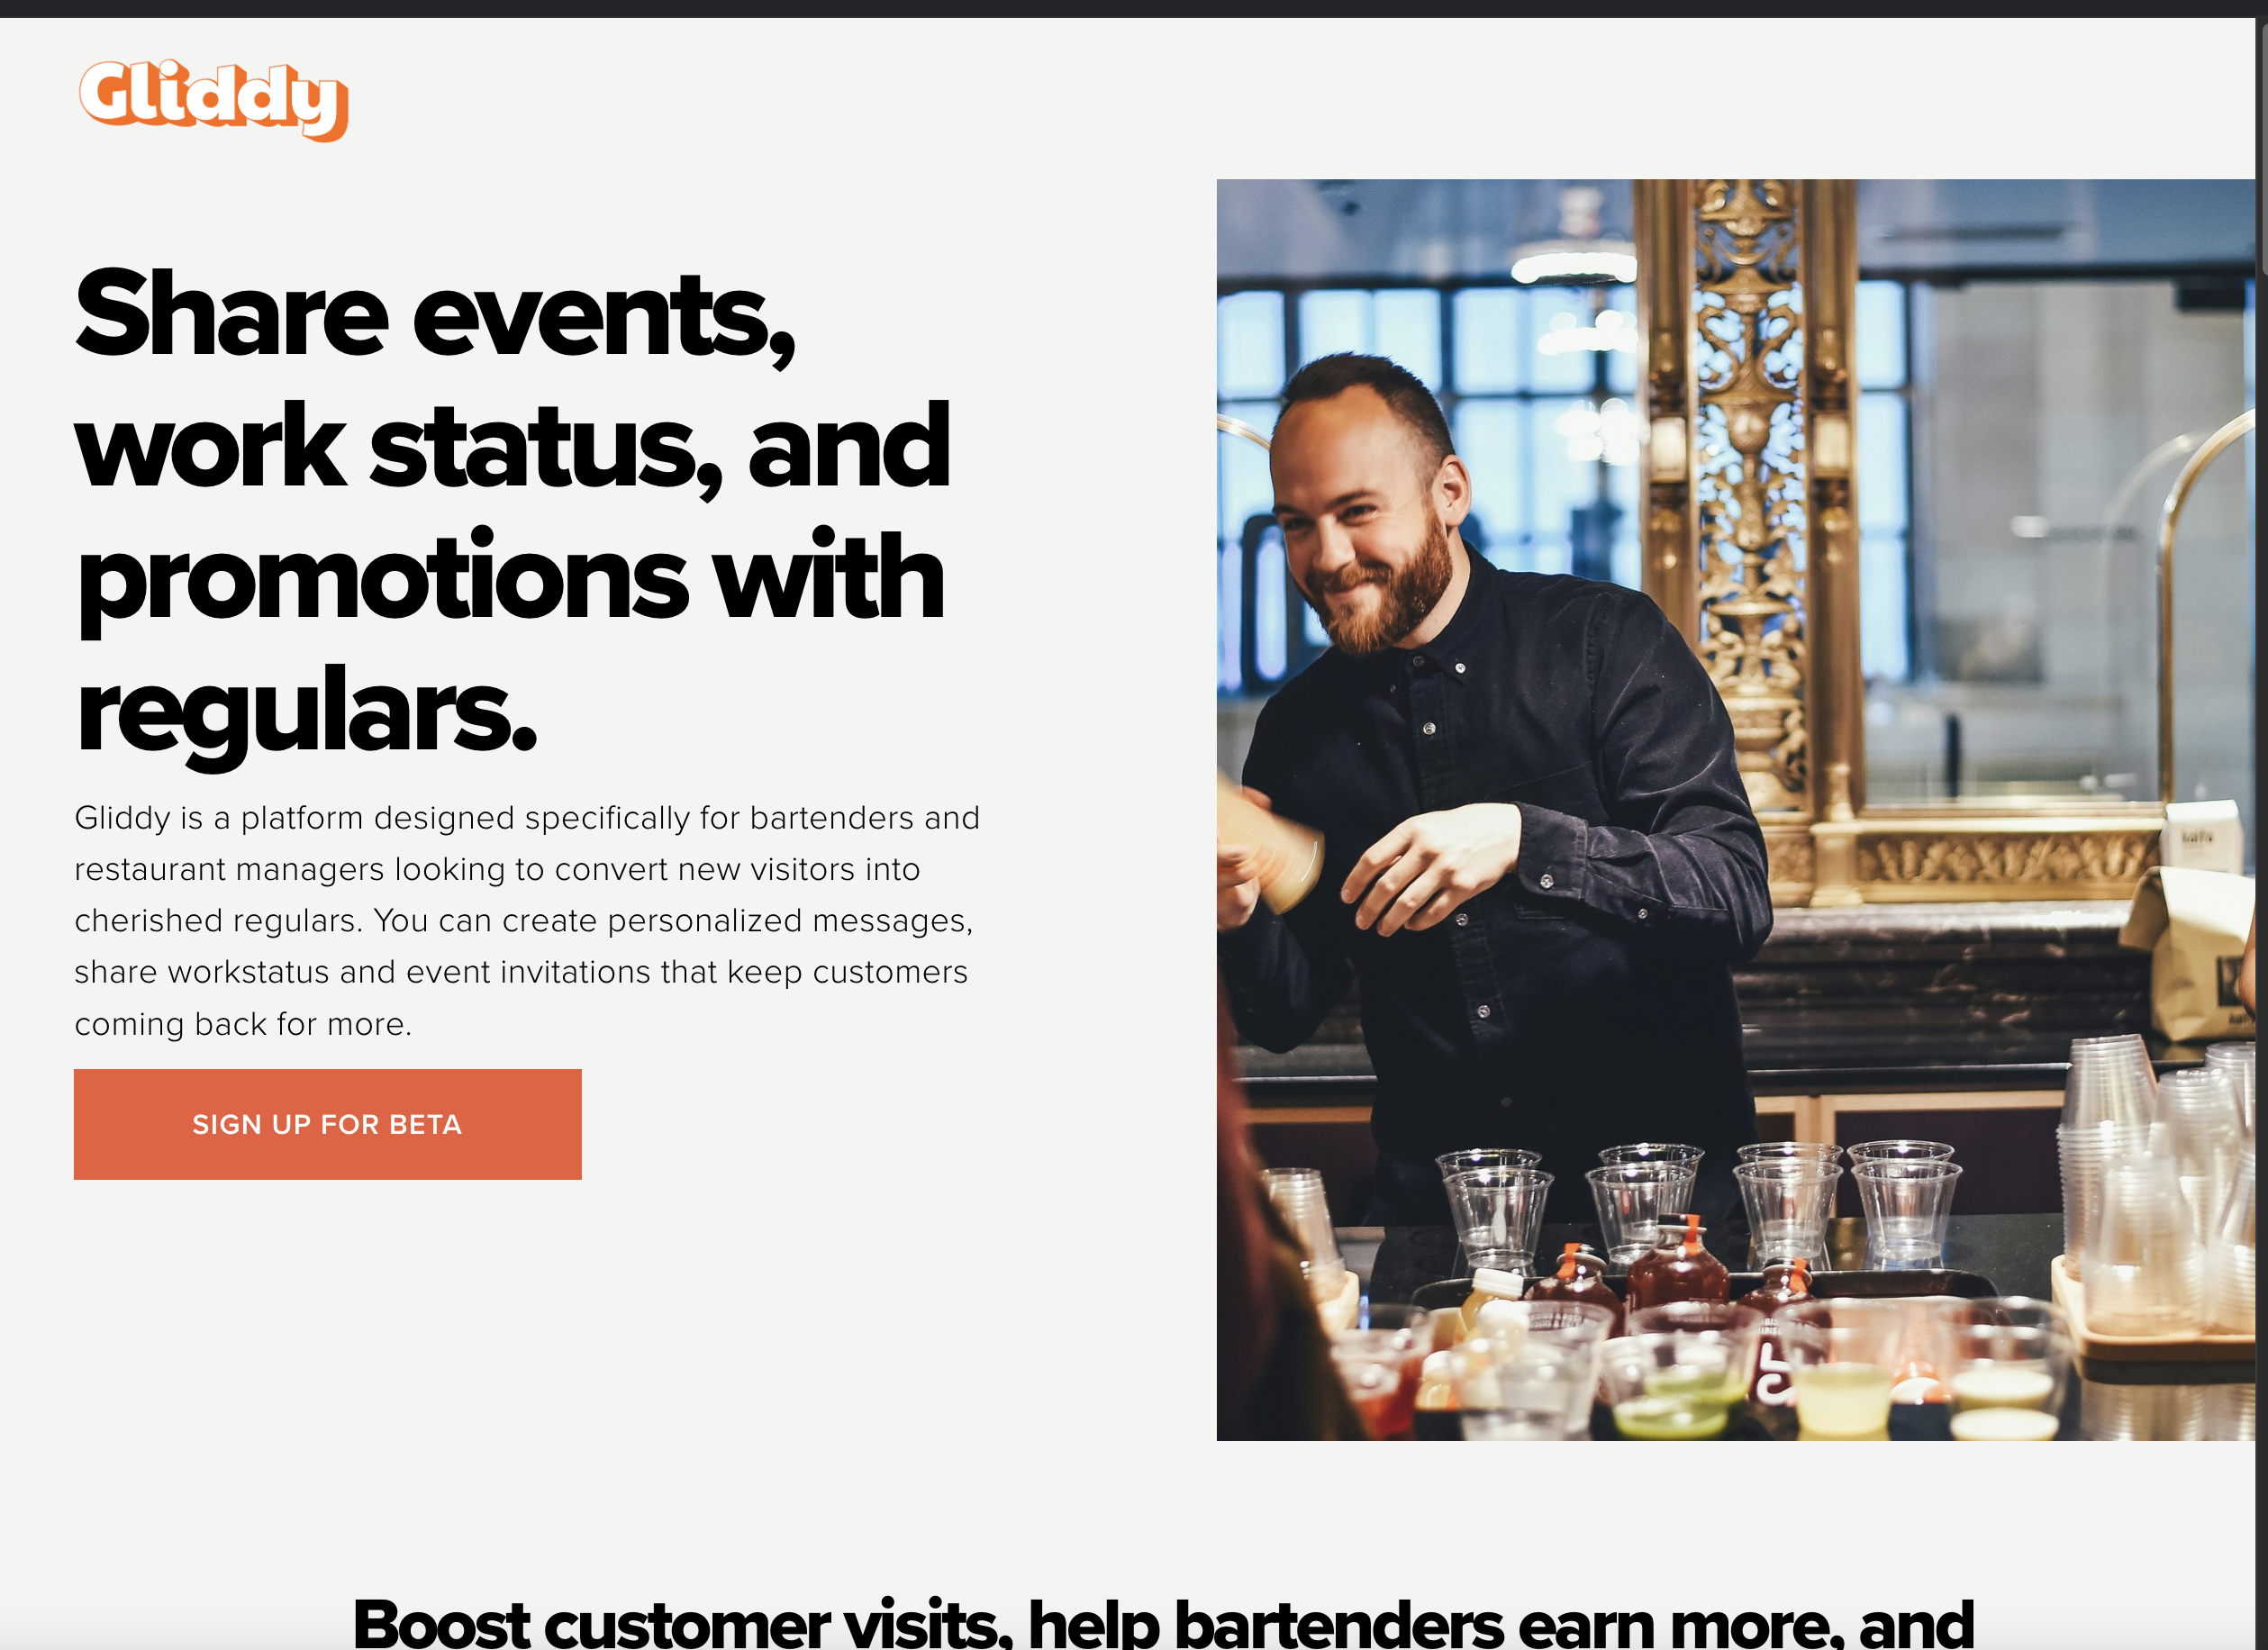 Gliddy
Share events,
work status, and
promotions with
regulars.
Gliddy is a platform designed specifically for bartenders and
restaurant managers looking to convert new visitors into
cherished regulars. You can create personalized messages,
share workstatus and event invitations that keep customers
coming back for more.
SIGN UP FOR BETA
Boost customer visits, help bartenders earn more, and